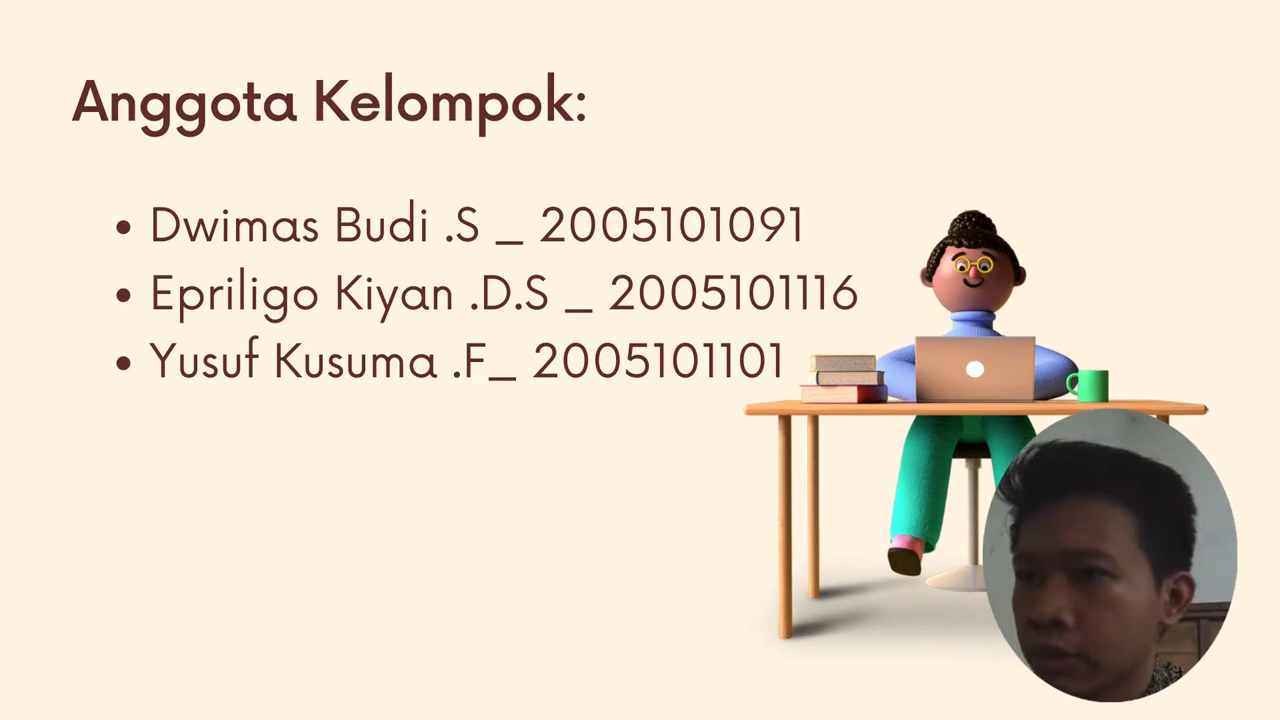 Anggota Kelompok:
• Dwimas Budi .S _ 2005101091
• Epriligo Kiyan .D.S _ 2005101116
• Yusuf Kusuma .F_ 2005101101